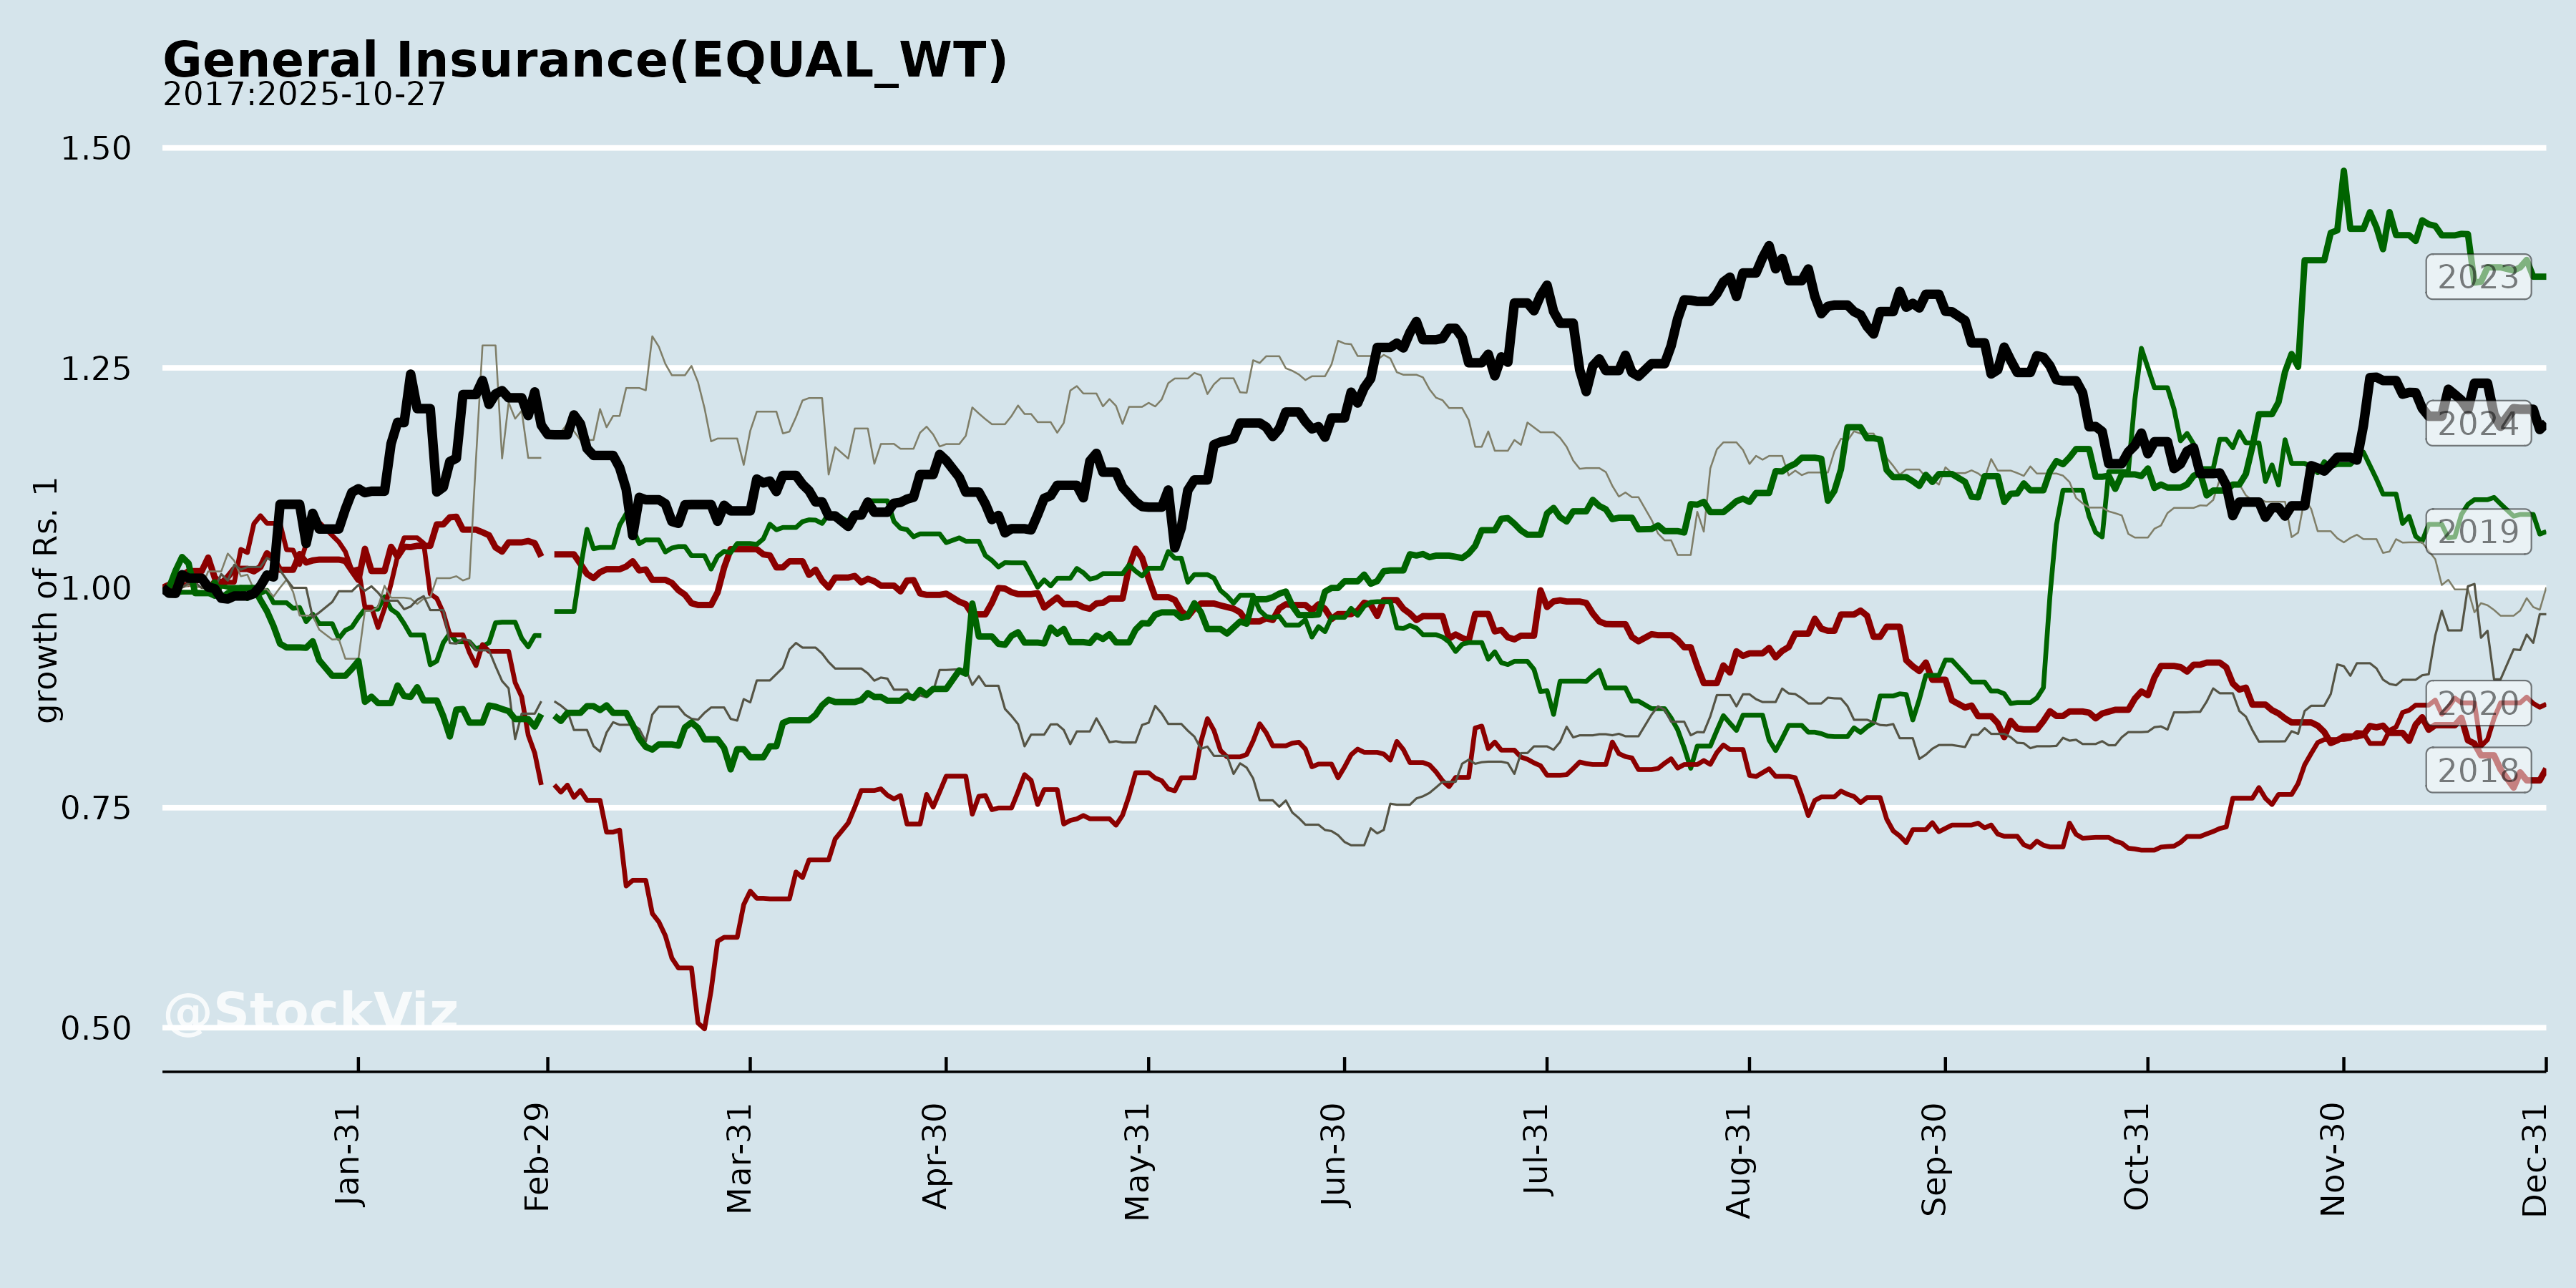 General Insurance(EQUAL_WT)
2017:2025-10-27
1.50
1.25
1.00
0.75
0.50
growth of Rs. 1
2023
2024
2019
2020
2018
@StockViz
Jan-31
Feb-29
Mar-31
Apr-30
May-31
Jun-30
Jul-31
Aug-31
Sep-30
Oct-31
Nov-30
Dec-31